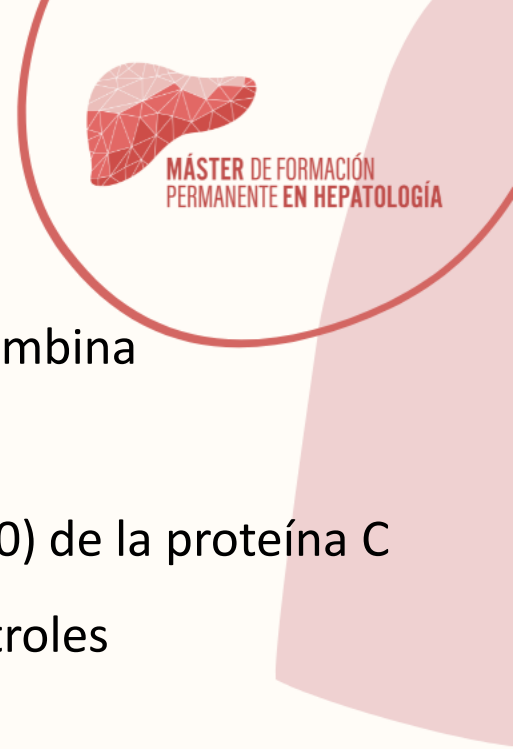 MÁSTER DE FORMACIÓN
PERMANENTE EN HEPATOLOGÍA
mbina
0) de la proteína C
troles